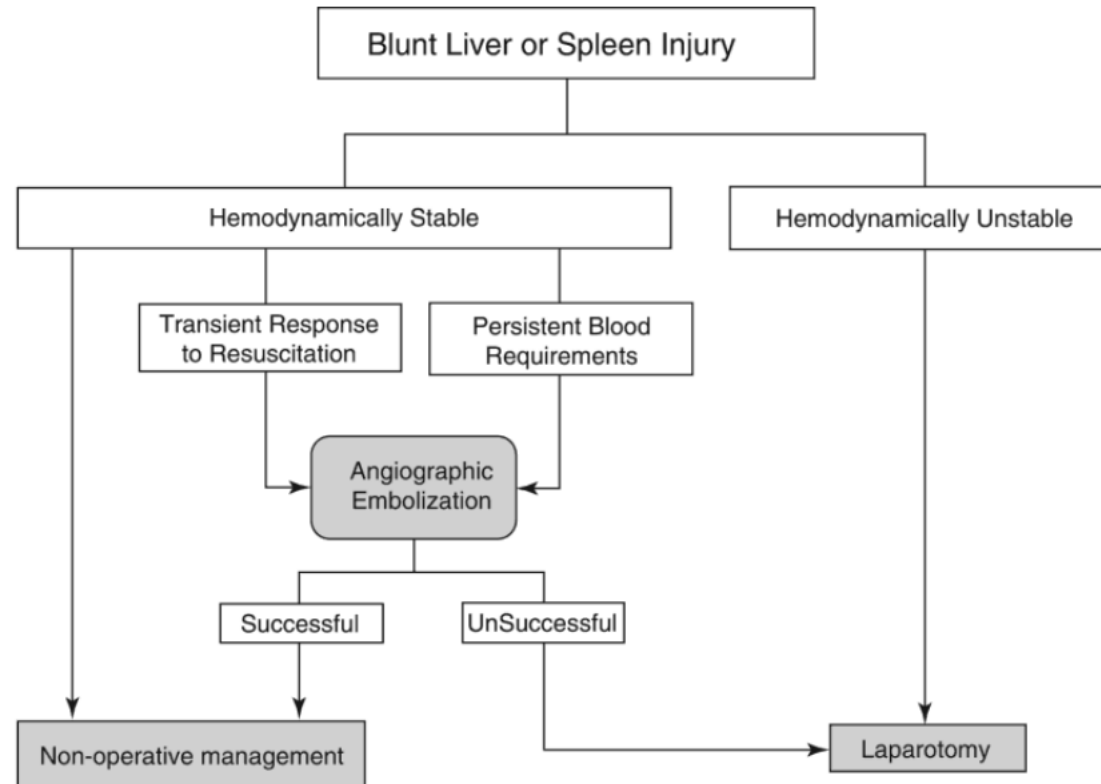 Blunt Liver or Spleen Injury
Hemodynamically Stable
Hemodynamically Unstable
Transient Response
to Resuscitation
Persistent Blood
Requirements
Angiographic
Embolization
Successful
UnSuccessful
Non-operative management
Laparotomy